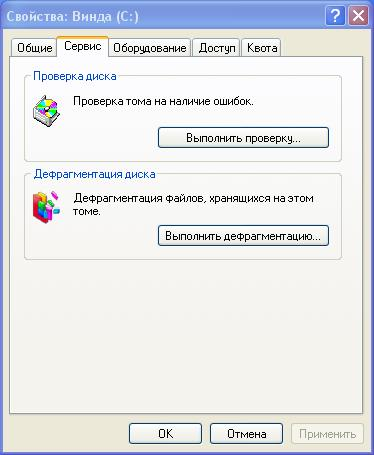 Свойства: Винда (C:)
Общие Сервис Оборудование Доступ Квота
Проверка диска
Проверка тома на наличие ошибок.
Выполнить проверку...
Дефрагментация диска
Дефрагментация файлов, хранящихся на этом
томе.
Выполнить дефрагментацию...
OK Отмена Применить